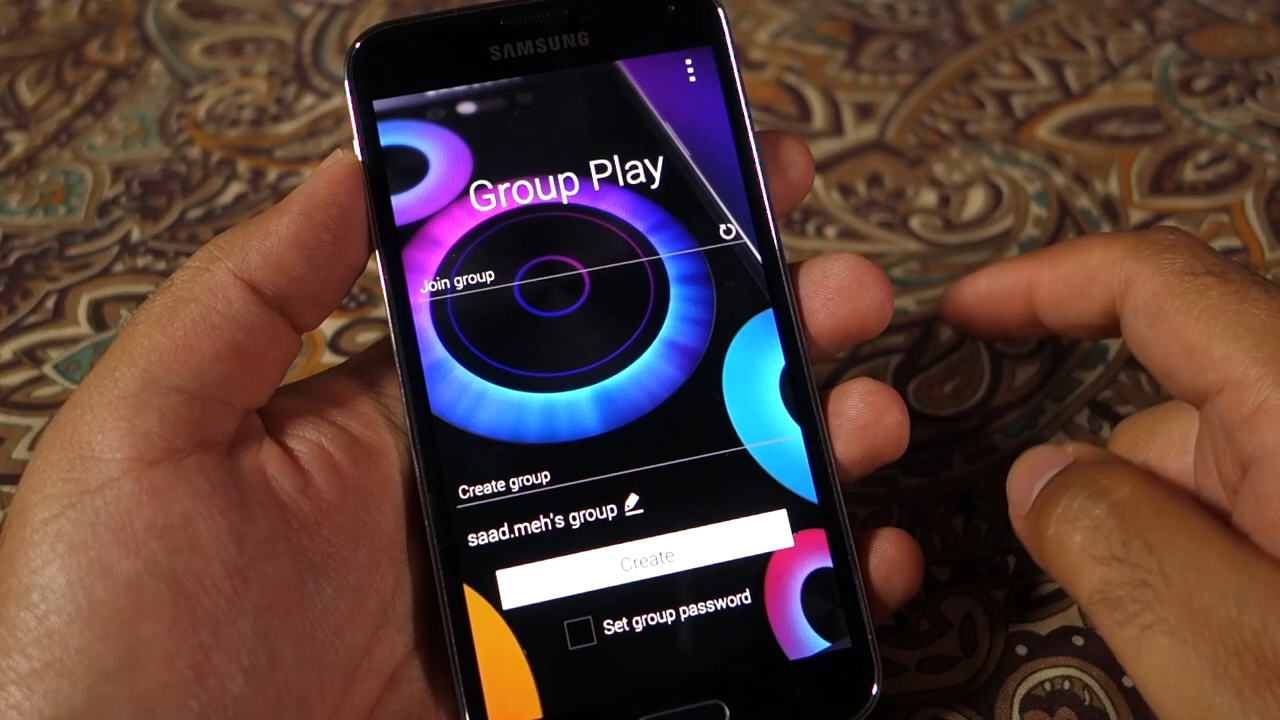 SAMSUNG
Group Play
Join group
Create group
saad.meh's group
Create
Set group password